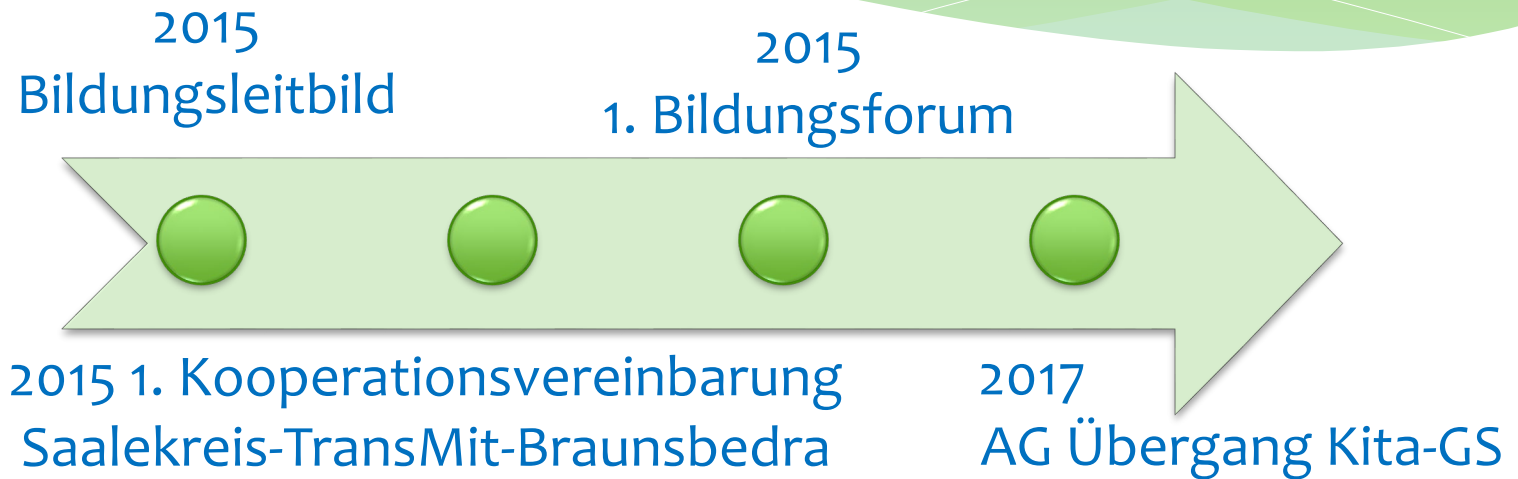 2015
Bildungsleitbild
2015 1. Kooperationsvereinbarung
Saalekreis-TransMit-Braunsbedra
2015
1. Bildungsforum
2017
AG Übergang Kita-GS